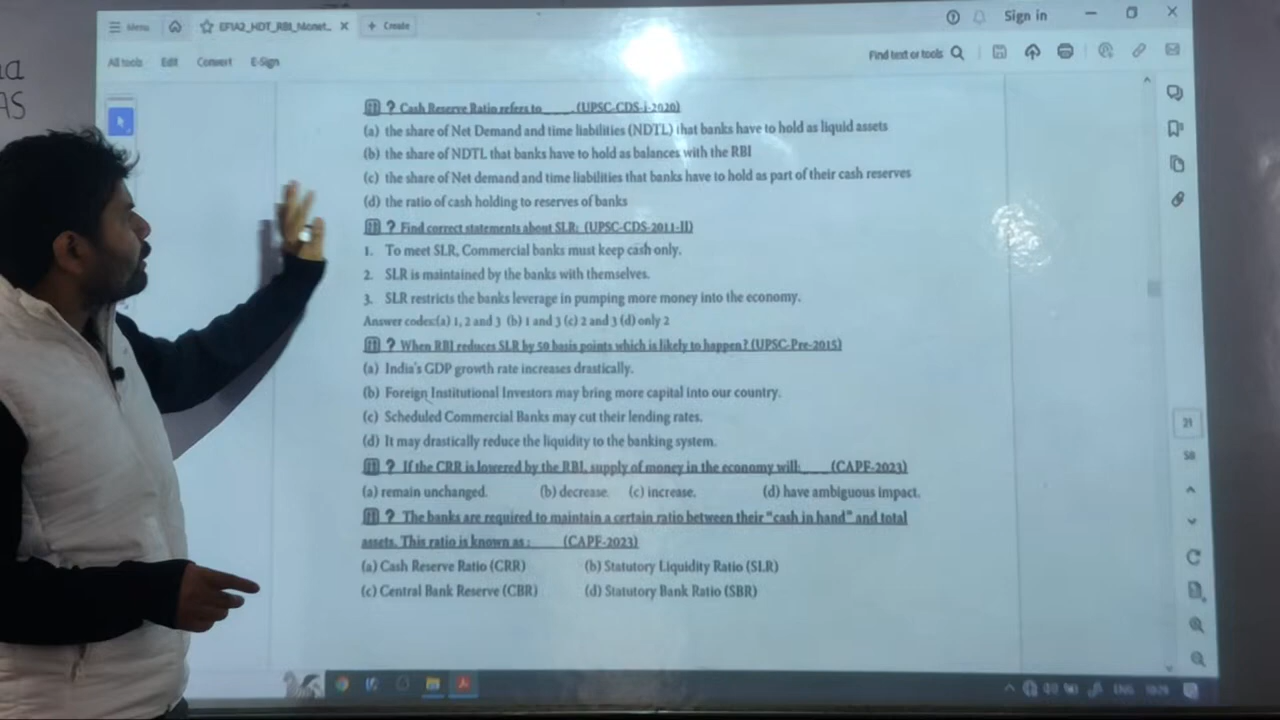 na
AS
Menu
EF1A2_HDT_RBI_Monet..
+ Create
Sign in
All tools Edit Convert E-Sign
Find text or tools
? Cash Reserve Ratio refers to____. (UPSC-CDS-i-2020)
(a) the share of Net Demand and time liabilities (NDTL) that banks have to hold as liquid assets
(b) the share of NDTL that banks have to hold as balances with the RBI
(c) the share of Net demand and time liabilities that banks have to hold as part of their cash reserves
(d) the ratio of cash holding to reserves of banks
? Find correct statements about SLR: (UPSC-CDS-2011-II)
1. To meet SLR, Commercial banks must keep cash only.
2. SLR is maintained by the banks with themselves.
3. SLR restricts the banks leverage in pumping more money into the economy.
Answer codes:(a) 1, 2 and 3 (b) 1 and 3 (c) 2 and 3 (d) only 2
? When RBI reduces SLR by 50 basis points which is likely to happen? (UPSC-Pre-2015)
(a) India's GDP growth rate increases drastically.
(b) Foreign Institutional Investors may bring more capital into our country.
(c) Scheduled Commercial Banks may cut their lending rates.
(d) It may drastically reduce the liquidity to the banking system.
? If the CRR is lowered by the RBI, supply of money in the economy will:____ (CAPF-2023)
(a) remain unchanged. (b) decrease. (c) increase. (d) have ambiguous impact.
? The banks are required to maintain a certain ratio between their "cash in hand" and total
assets. This ratio is known as :____ (CAPF-2023)
(a) Cash Reserve Ratio (CRR) (b) Statutory Liquidity Ratio (SLR)
(c) Central Bank Reserve (CBR) (d) Statutory Bank Ratio (SBR)
21
58
ENG